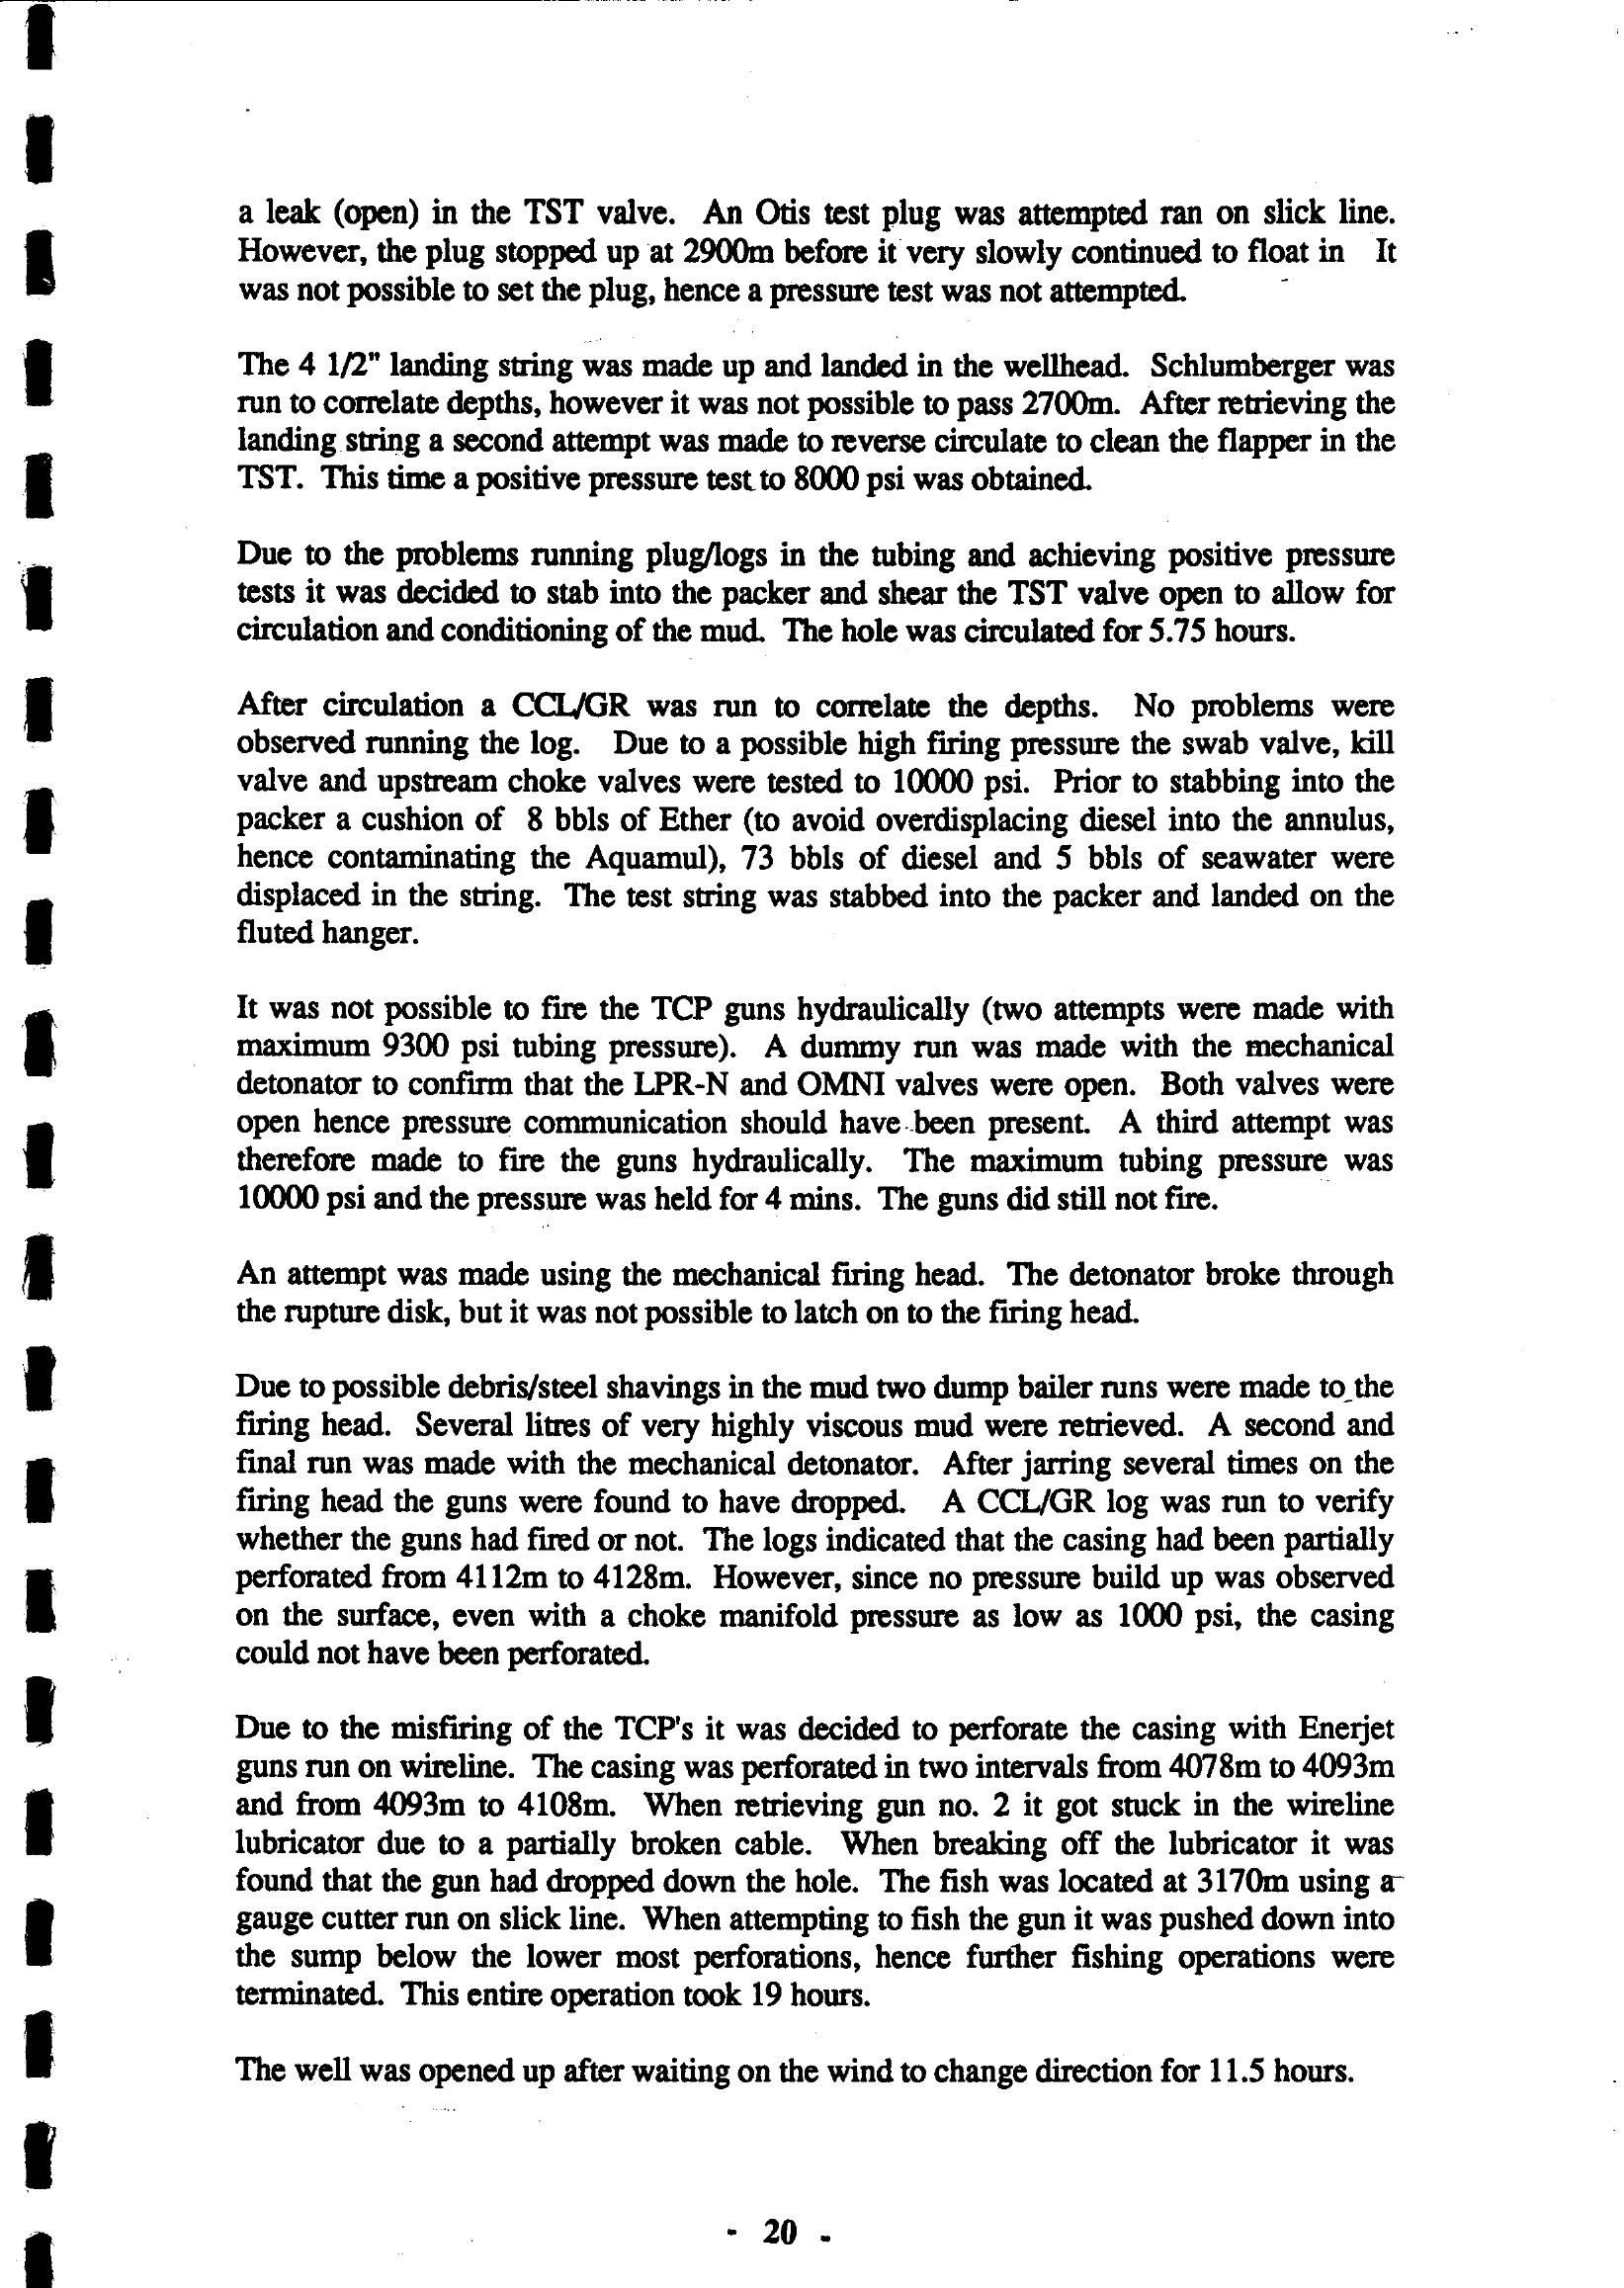 a leak (open) in the TST valve. An Otis test plug was attempted ran on slick line.
However, the plug stopped up at 2900m before it very slowly continued to float in It
was not possible to set the plug, hence a pressure test was not attempted.
The 4 1/2" landing string was made up and landed in the wellhead. Schlumberger was
run to correlate depths, however it was not possible to pass 2700m. After retrieving the
landing string a second attempt was made to reverse circulate to clean the flapper in the
TST. This time a positive pressure test to 8000 psi was obtained.
Due to the problems running plug/logs in the tubing and achieving positive pressure
tests it was decided to stab into the packer and shear the TST valve open to allow for
circulation and conditioning of the mud. The hole was circulated for 5.75 hours.
After circulation a CCL/GR was run to correlate the depths. No problems were
observed running the log. Due to a possible high firing pressure the swab valve, kill
valve and upstream choke valves were tested to 10000 psi. Prior to stabbing into the
packer a cushion of 8 bbls of Ether (to avoid overdisplacing diesel into the annulus,
hence contaminating the Aquamul), 73 bbls of diesel and 5 bbls of seawater were
displaced in the string. The test string was stabbed into the packer and landed on the
fluted hanger.
It was not possible to fire the TCP guns hydraulically (two attempts were made with
maximum 9300 psi tubing pressure). A dummy run was made with the mechanical
detonator to confirm that the LPR-N and OMNI valves were open. Both valves were
open hence pressure communication should have been present. A third attempt was
therefore made to fire the guns hydraulically. The maximum tubing pressure was
10000 psi and the pressure was held for 4 mins. The guns did still not fire.
An attempt was made using the mechanical firing head. The detonator broke through
the rupture disk, but it was not possible to latch on to the firing head.
Due to possible debris/steel shavings in the mud two dump bailer runs were made to the
firing head. Several litres of very highly viscous mud were retrieved. A second and
final run was made with the mechanical detonator. After jarring several times on the
firing head the guns were found to have dropped. A CCL/GR log was run to verify
whether the guns had fired or not. The logs indicated that the casing had been partially
perforated from 4112m to 4128m. However, since no pressure build up was observed
on the surface, even with a choke manifold pressure as low as 1000 psi, the casing
could not have been perforated.
Due to the misfiring of the TCP's it was decided to perforate the casing with Enerjet
guns run on wireline. The casing was perforated in two intervals from 4078m to 4093m
and from 4093m to 4108m. When retrieving gun no. 2 it got stuck in the wireline
lubricator due to a partially broken cable. When breaking off the lubricator it was
found that the gun had dropped down the hole. The fish was located at 3170m using a
gauge cutter run on slick line. When attempting to fish the gun it was pushed down into
the sump below the lower most perforations, hence further fishing operations were
terminated. This entire operation took 19 hours.
The well was opened up after waiting on the wind to change direction for 11.5 hours.
- 20 -